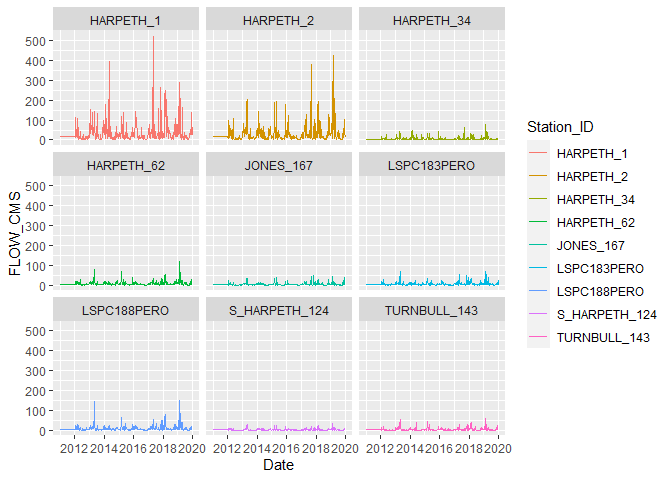 HARPETH_1 HARPETH_2 HARPETH_34
500
400
300
200
100
0
HARPETH_62 JONES_167 LSPC183PERO
500
400
300
200
100
0
LSPC188PERO S_HARPETH_124 TURNBULL_143
500
400
300
200
100
0
2012 2014 2016 2018 2020 2012 2014 2016 2018 2020 2012 2014 2016 2018 2020
FLOW_CMS
Date
Station_ID
HARPETH_1
HARPETH_2
HARPETH_34
HARPETH_62
JONES_167
LSPC183PERO
LSPC188PERO
S_HARPETH_124
TURNBULL_143